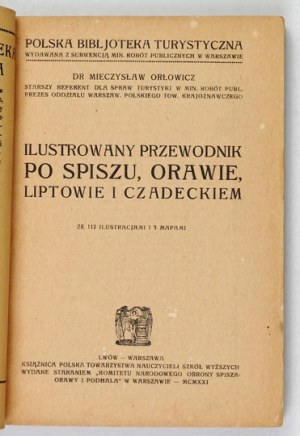 POLSKA BIBLJOTEKA TURYSTYCZNA
WYDAWANA Z SUBWENCJĄ MIN. ROBÓT PUBLICZNYCH W WARSZAWIE
DR MIECZYSŁAW ORŁOWICZ
STARSZY REFERENT DLA SPRAW TURYSTYKI W MIN. ROBÓT PUBL.
PREZES ODDZIAŁU WARSZAW. POLSKIEGO TOW. KRAJOZNAWCZEGO
ILUSTROWANY PRZEWODNIK
PO SPISZU, ORAWIE,
LIPTOWIE I CZADECKIEM
ZE 112 ILUSTRACJAMI I 3 MAPAMI
LWÓW — WARSZAWA
KSIĄŻNICA POLSKA TOWARZYSTWA NAUCZYCIELI SZKÓŁ WYŻSZYCH
WYDANE STARANIEM „KOMITETU NARODOWEGO OBRONY SPISZA-
ORAWY I PODHALA" W WARSZAWIE — MCMXXI